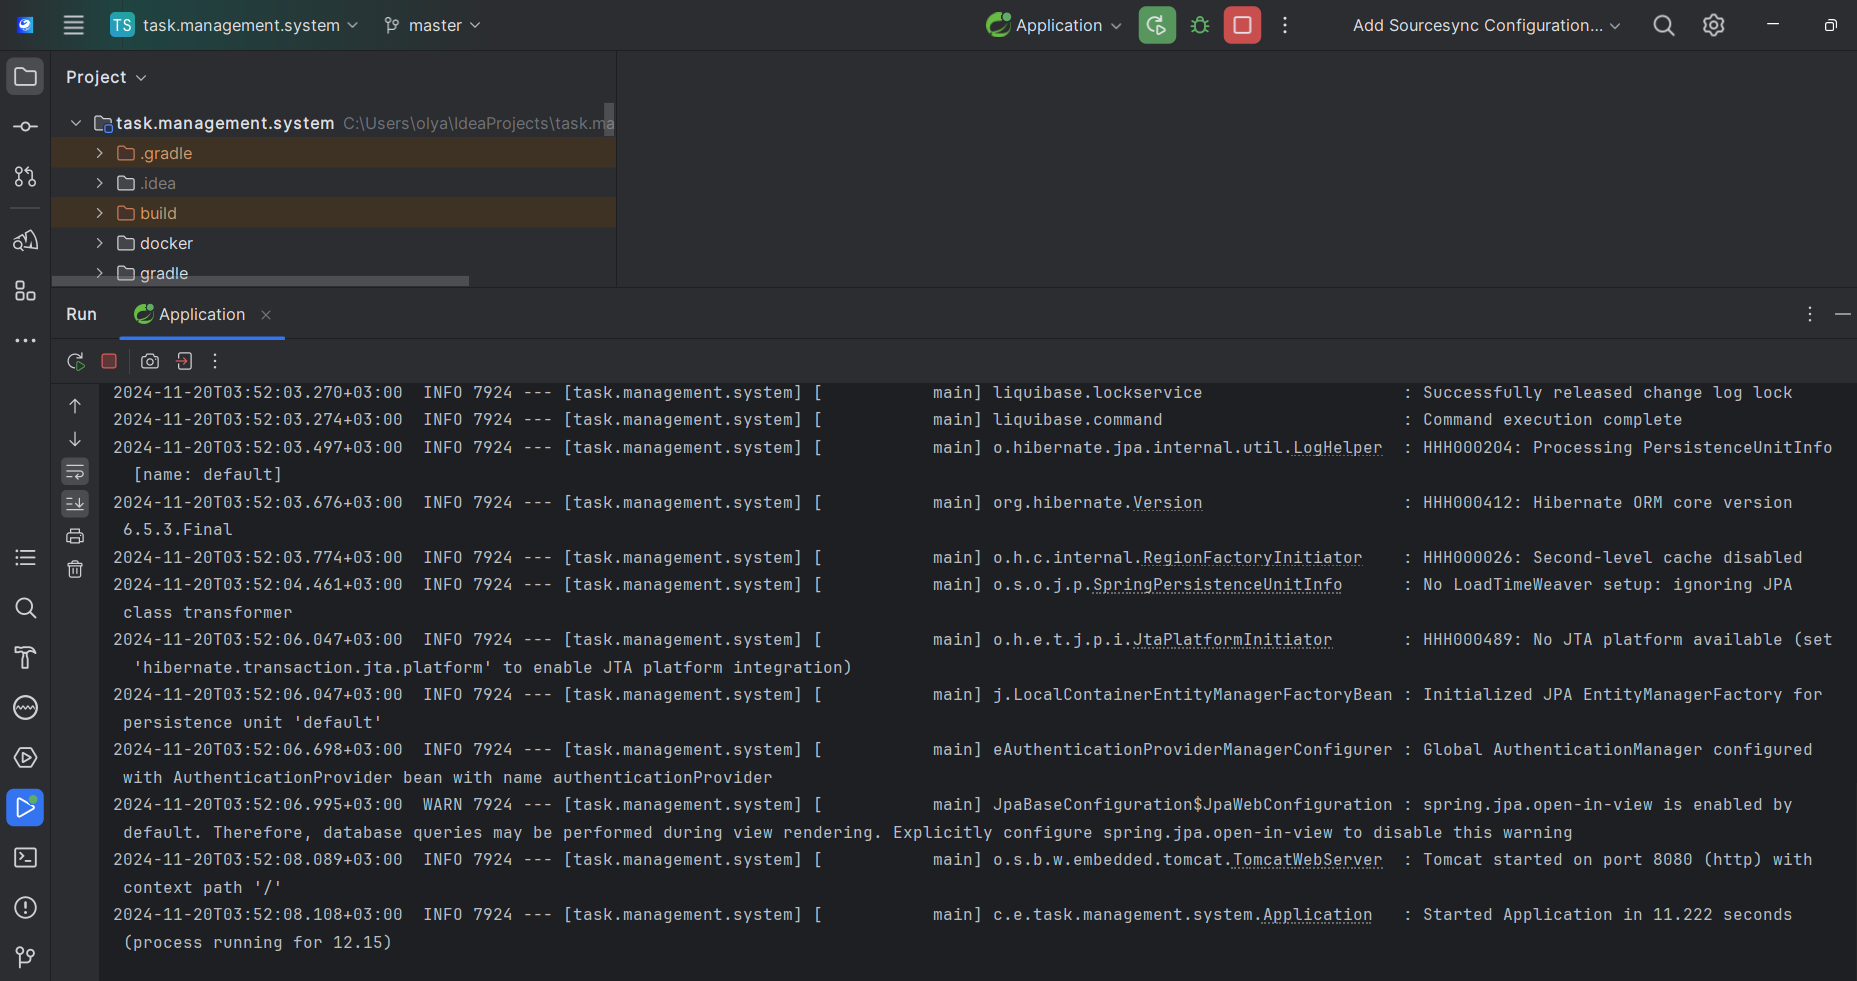 TS task.management.system master Application Add Sourcesync Configuration...
Project
task.management.system C:\Users\olya\IdeaProjects\task.ma
.gradle
.idea
build
docker
gradle
Run Application
2024-11-20T03:52:03.270+03:00  INFO 7924 --- [task.management.system] [           main] liquibase.lockservice                    : Successfully released change log lock
2024-11-20T03:52:03.274+03:00  INFO 7924 --- [task.management.system] [           main] liquibase.command                        : Command execution complete
2024-11-20T03:52:03.497+03:00  INFO 7924 --- [task.management.system] [           main] o.hibernate.jpa.internal.util.LogHelper  : HHH000204: Processing PersistenceUnitInfo
[name: default]
2024-11-20T03:52:03.676+03:00  INFO 7924 --- [task.management.system] [           main] org.hibernate.Version                    : HHH000412: Hibernate ORM core version
6.5.3.Final
2024-11-20T03:52:03.774+03:00  INFO 7924 --- [task.management.system] [           main] o.h.c.internal.RegionFactoryInitiator    : HHH000026: Second-level cache disabled
2024-11-20T03:52:04.461+03:00  INFO 7924 --- [task.management.system] [           main] o.s.o.j.p.SpringPersistenceUnitInfo      : No LoadTimeWeaver setup: ignoring JPA
class transformer
2024-11-20T03:52:06.047+03:00  INFO 7924 --- [task.management.system] [           main] o.h.e.t.j.p.i.JtaPlatformInitiator       : HHH000489: No JTA platform available (set
'hibernate.transaction.jta.platform' to enable JTA platform integration)
2024-11-20T03:52:06.047+03:00  INFO 7924 --- [task.management.system] [           main] j.LocalContainerEntityManagerFactoryBean : Initialized JPA EntityManagerFactory for
persistence unit 'default'
2024-11-20T03:52:06.698+03:00  INFO 7924 --- [task.management.system] [           main] eAuthenticationProviderManagerConfigurer : Global AuthenticationManager configured
with AuthenticationProvider bean with name authenticationProvider
2024-11-20T03:52:06.995+03:00  WARN 7924 --- [task.management.system] [           main] JpaBaseConfiguration$JpaWebConfiguration : spring.jpa.open-in-view is enabled by
default. Therefore, database queries may be performed during view rendering. Explicitly configure spring.jpa.open-in-view to disable this warning
2024-11-20T03:52:08.089+03:00  INFO 7924 --- [task.management.system] [           main] o.s.b.w.embedded.tomcat.TomcatWebServer  : Tomcat started on port 8080 (http) with
context path '/'
2024-11-20T03:52:08.108+03:00  INFO 7924 --- [task.management.system] [           main] c.e.task.management.system.Application   : Started Application in 11.222 seconds
(process running for 12.15)